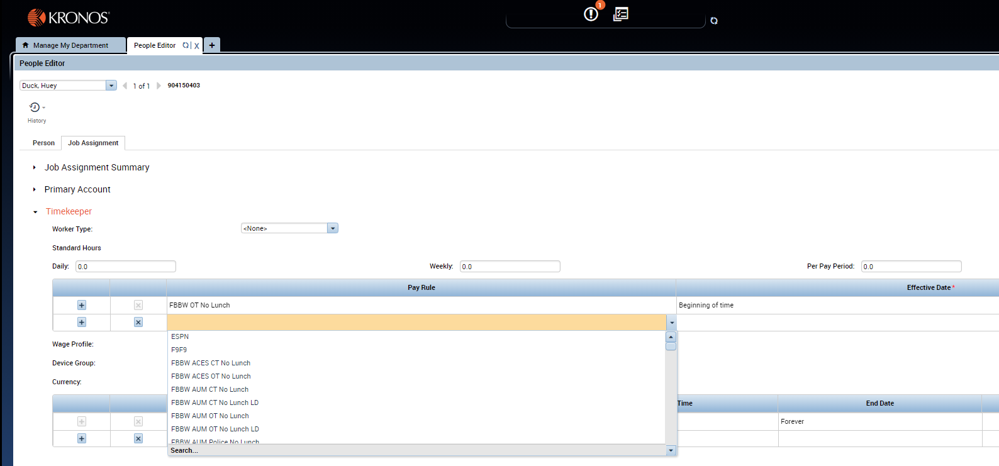 KRONOS
1
Manage My Department
People Editor
X
+
People Editor
Duck, Huey
1 of 1
904150403
History
Person
Job Assignment
Job Assignment Summary
Primary Account
Timekeeper
Worker Type:
<None>
Standard Hours
Daily:
0.0
Weekly:
0.0
Per Pay Period:
0.0
Pay Rule
Effective Date*
FBBW OT No Lunch
Beginning of time
ESPN
F9F9
FBBW ACES CT No Lunch
FBBW ACES OT No Lunch
FBBW AUM CT No Lunch
FBBW AUM CT No Lunch LD
FBBW AUM OT No Lunch
FBBW AUM OT No Lunch LD
FBBW AUM Police No Lunch
Search...
Wage Profile:
Device Group:
Currency:
Time
End Date
Forever